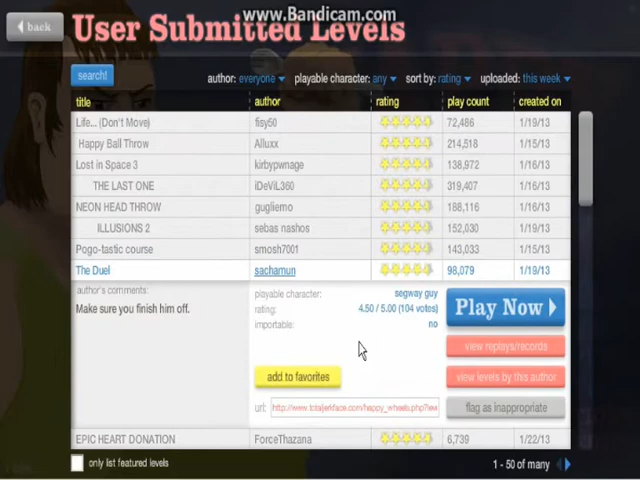 www.Bandicam.com
back
User Submitted Levels
search!
author: everyone playable character: any sort by: rating uploaded: this week
title author rating play count created on
Life... (Don't Move) fisy50 72,486 1/19/13
Happy Ball Throw Alluxx 214,518 1/15/13
Lost in Space 3 kirbypwnage 138,972 1/16/13
THE LAST ONE iDeViL360 319,407 1/16/13
NEON HEAD THROW gugliemo 188,116 1/16/13
ILLUSIONS 2 sebas nashos 152,030 1/16/13
Pogo-tastic course smosh7001 143,033 1/15/13
The Duel sachamun 98,079 1/19/13
author's comments:
Make sure you finish him off.
playable character: segway guy
rating: 4.50 / 5.00 (104 votes)
importable: no
Play Now
view replays/records
add to favorites
view levels by this author
url: http://www.totaljerkface.com/happy_wheels.php?lev
flag as inappropriate
EPIC HEART DONATION ForceThazana 6,739 1/22/13
only list featured levels
1 - 50 of many